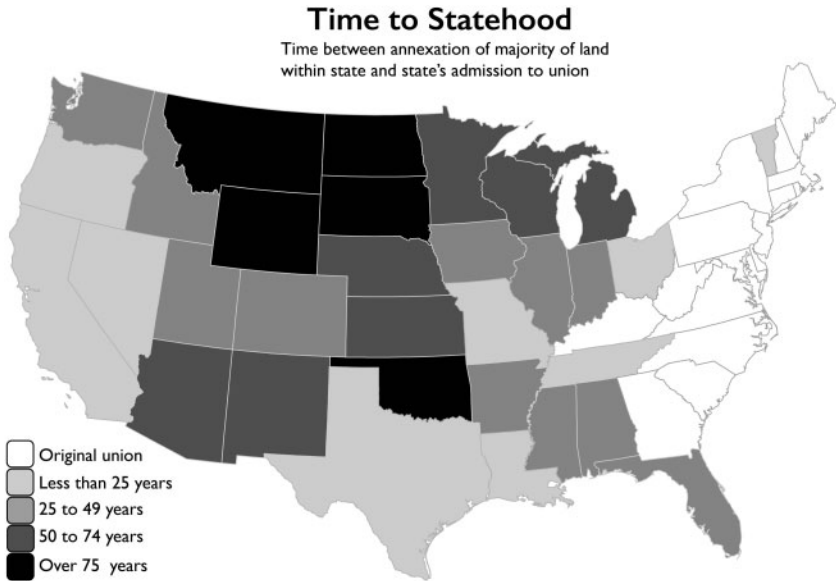 Time to Statehood
Time between annexation of majority of land
within state and state's admission to union
Original union
Less than 25 years
25 to 49 years
50 to 74 years
Over 75 years